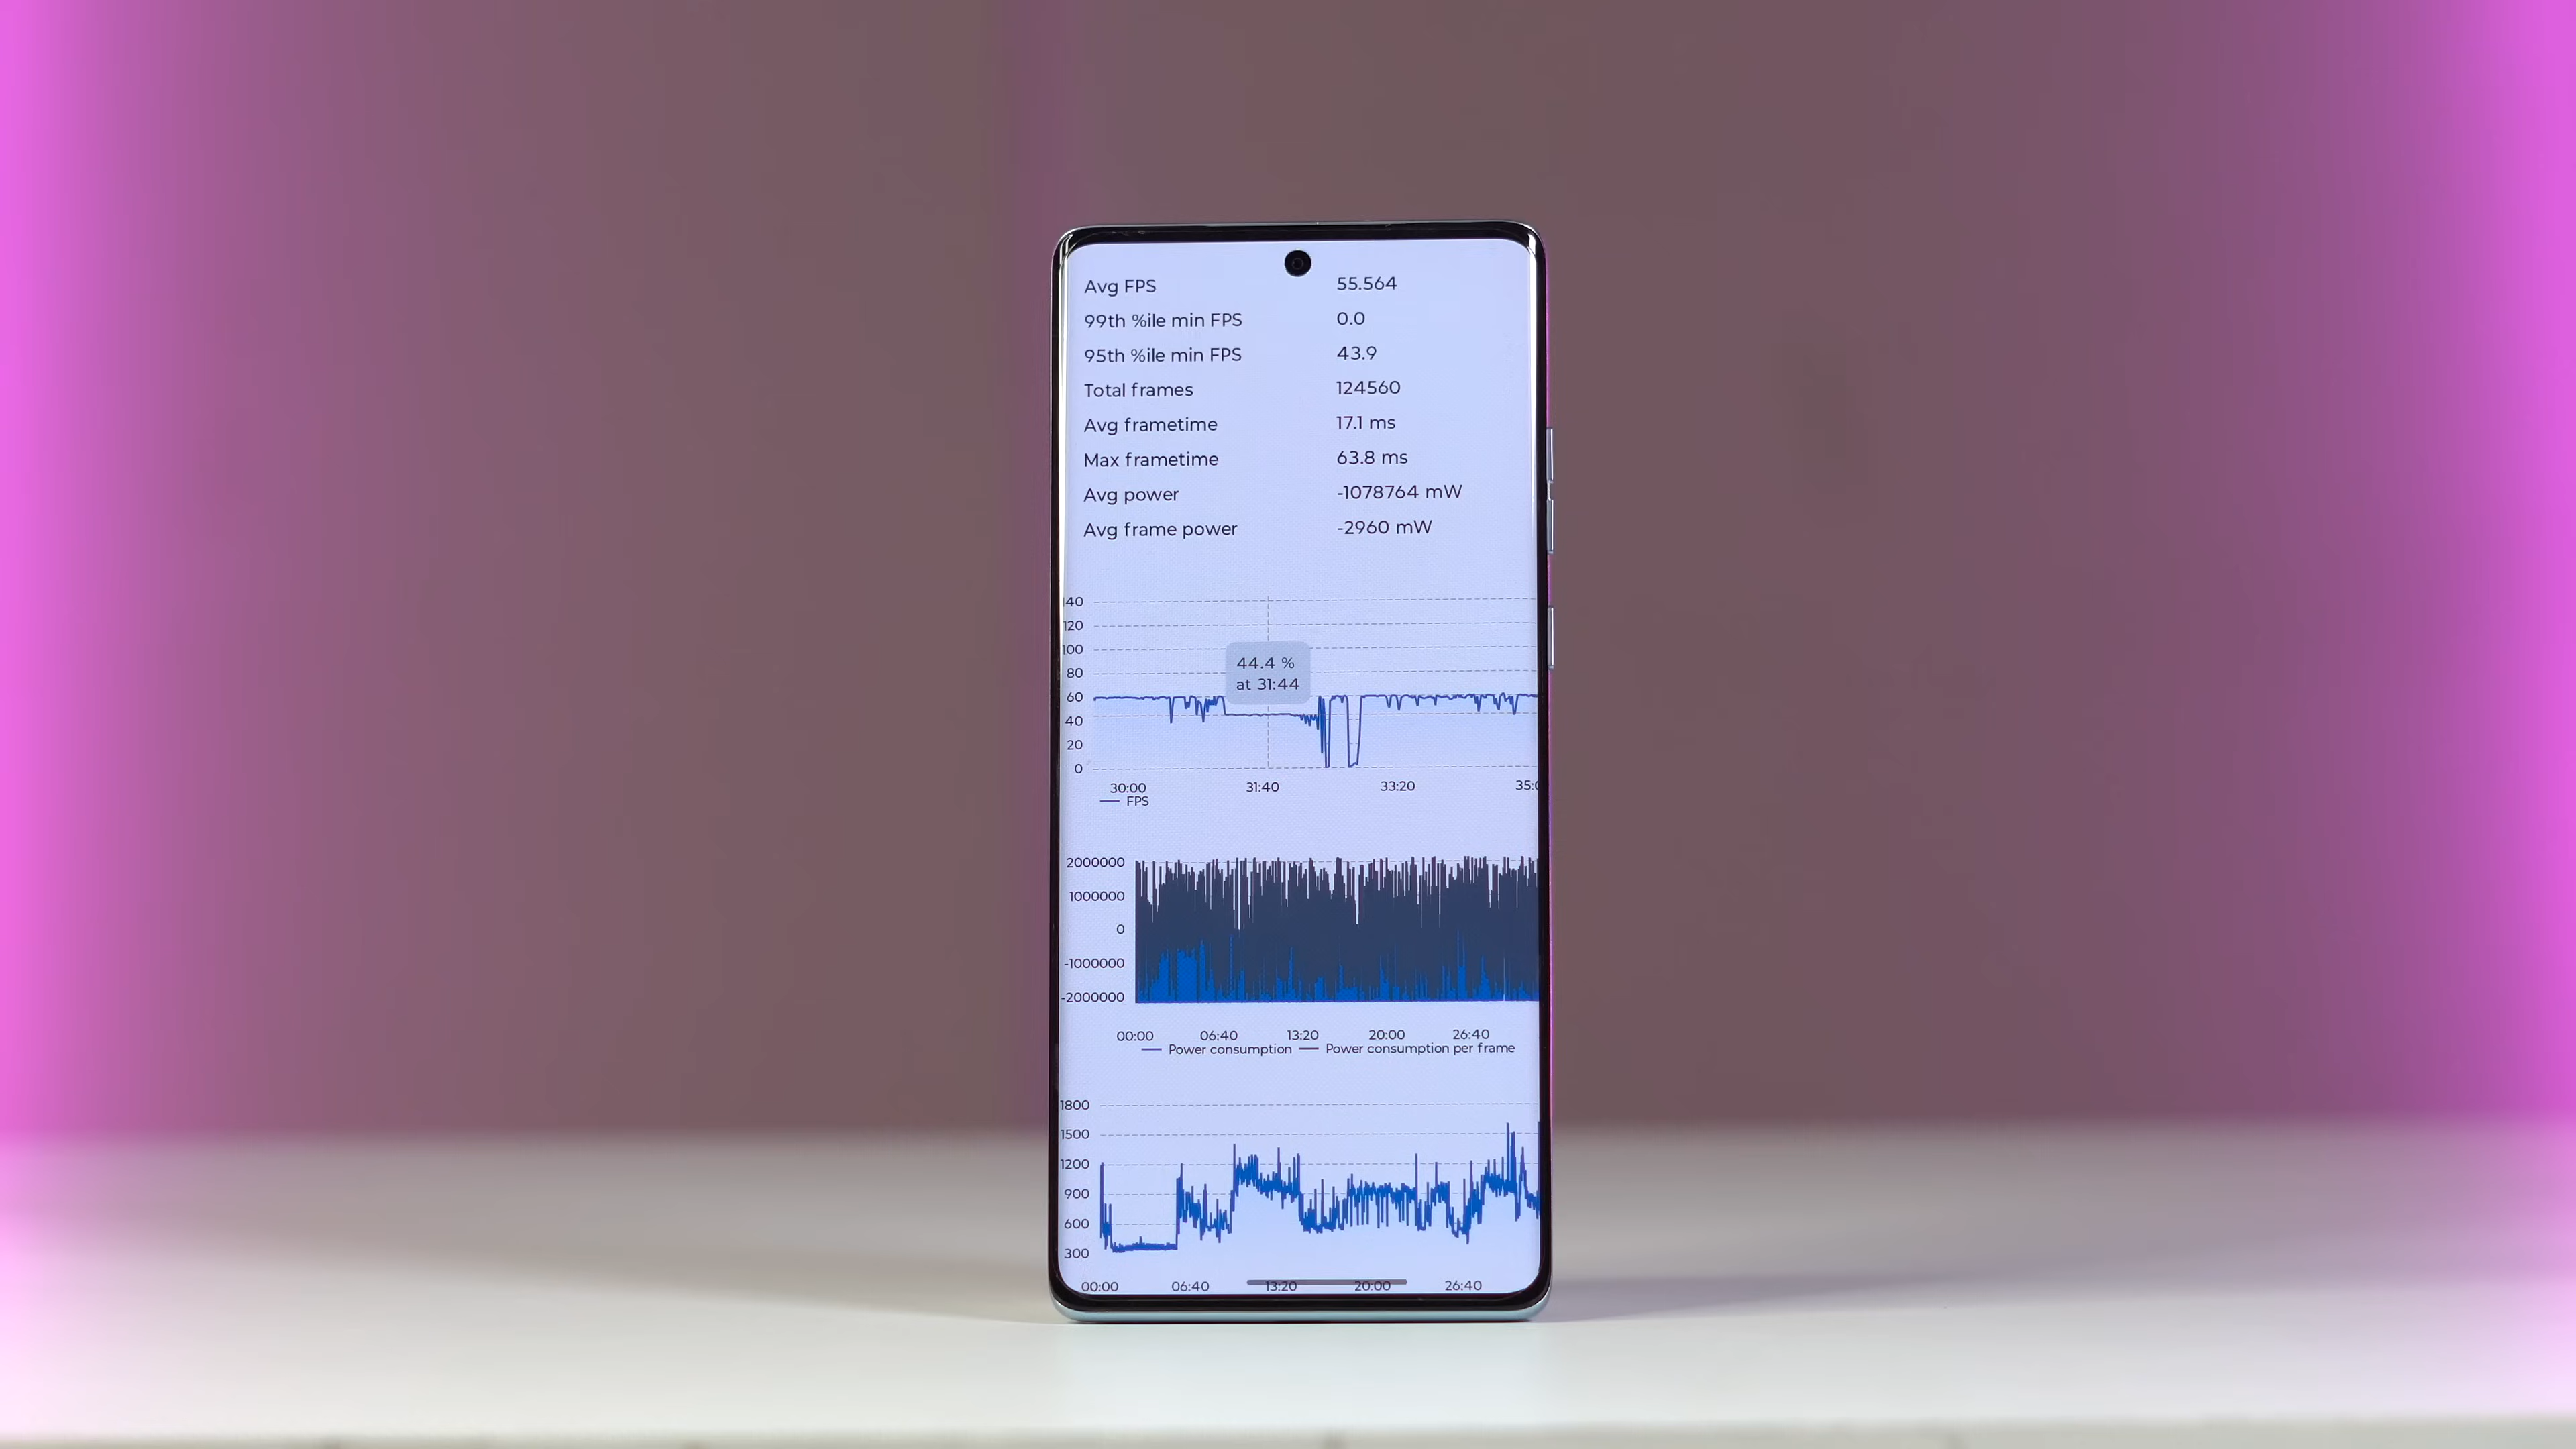 Avg FPS 55.564
99th %ile min FPS 0.0
95th %ile min FPS 43.9
Total frames 124560
Avg frametime 17.1 ms
Max frametime 63.8 ms
Avg power -1078764 mW
Avg frame power -2960 mW
140
120
100
80
60
40
20
0
44.4 %
at 31:44
30:00 31:40 33:20
FPS
2000000
1000000
0
-1000000
-2000000
00:00 06:40 13:20 20:00 26:40
Power consumption Power consumption per frame
1800
1500
1200
900
600
300
00:00 06:40 13:20 20:00 26:40